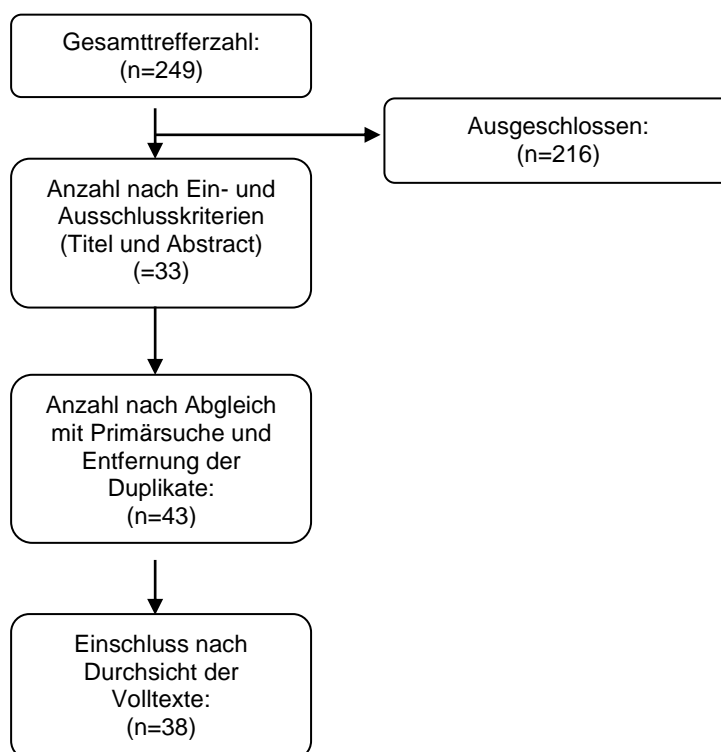 Gesamttrefferzahl:
(n=249)
Ausgeschlossen:
(n=216)
Anzahl nach Ein- und
Ausschlusskriterien
(Titel und Abstract)
(=33)
Anzahl nach Abgleich
mit Primärsuche und
Entfernung der
Duplikate:
(n=43)
Einschluss nach
Durchsicht der
Volltexte:
(n=38)